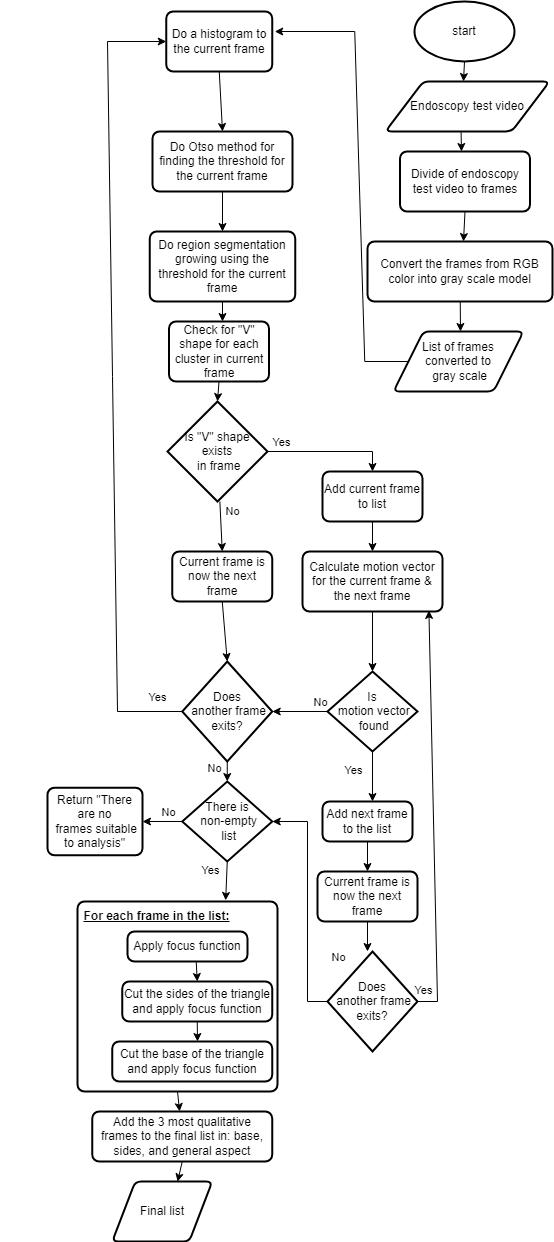 start
Endoscopy test video
Divide of endoscopy
test video to frames
Convert the frames from RGB
color into gray scale model
List of frames
converted to
gray scale
Do a histogram to
the current frame
Do Otso method for
finding the threshold for
the current frame
Do region segmentation
growing using the
threshold for the current
frame
Check for "V"
shape for each
cluster in current
frame
Is "V" shape
exists
in frame
Yes
No
Add current frame
to list
Current frame is
now the next
frame
Calculate motion vector
for the current frame &
the next frame
Is
motion vector
found
No
Yes
Does
another frame
exits?
Yes
No
Add next frame
to the list
Current frame is
now the next
frame
Does
another frame
exits?
No
Yes
There is
non-empty
list
No
Yes
Return "There
are no
frames suitable
to analysis"
For each frame in the list:
Apply focus function
Cut the sides of the triangle
and apply focus function
Cut the base of the triangle
and apply focus function
Add the 3 most qualitative
frames to the final list in: base,
sides, and general aspect
Final list